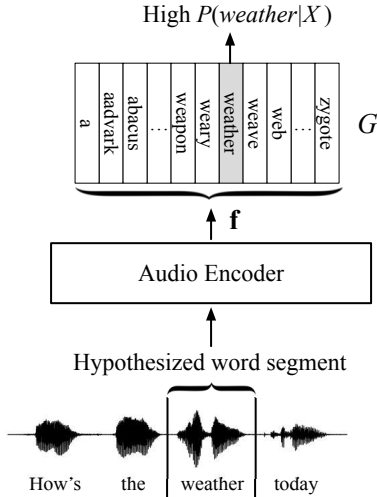 High P(weather|X)
a
aadvark
abacus
...
weapon
weary
weather
weave
web
...
zygote
G
f
Audio Encoder
Hypothesized word segment
How's the weather today